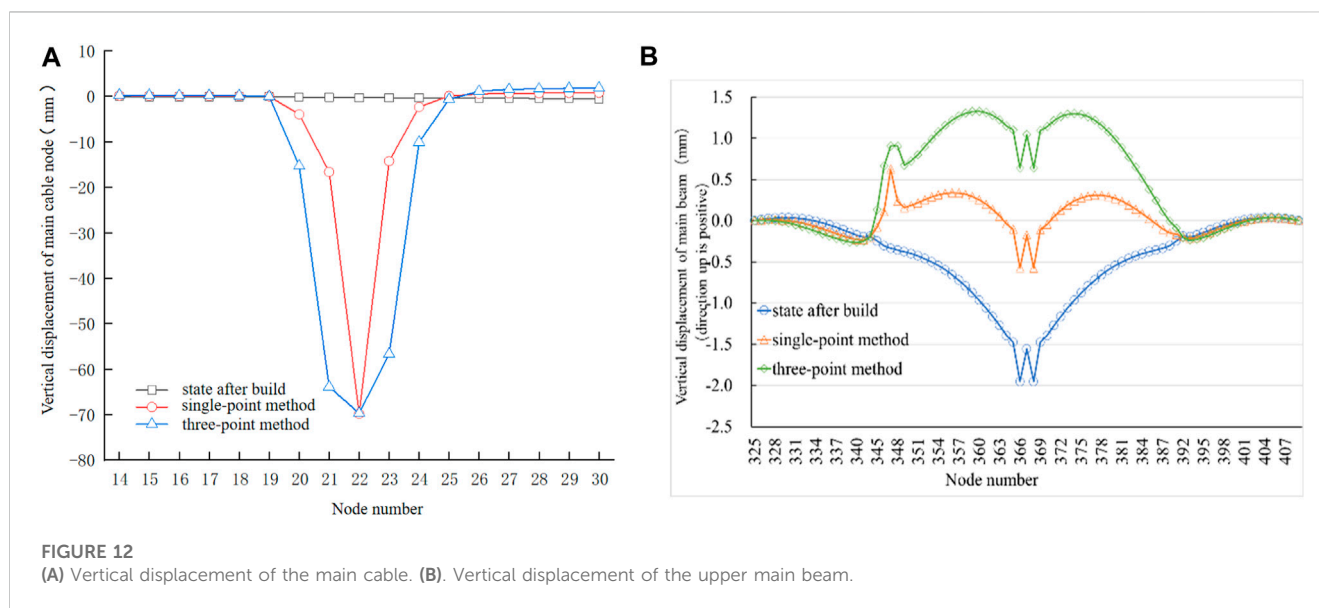 A
Vertical displacement of main cable node ( mm )
10
0
−10
−20
−30
−40
−50
−60
−70
−80
state after build
single-point method
three-point method
14 15 16 17 18 19 20 21 22 23 24 25 26 27 28 29 30
Node number
B
Vertical displacement of main beam (mm)
(direction up is positive)
1.5
1.0
0.5
0.0
-0.5
-1.0
-1.5
-2.0
-2.5
state after build
single-point method
three-point method
325 328 331 334 337 340 345 348 351 354 357 360 363 366 369 372 375 378 381 384 387 392 395 398 401 404 407
Node number
FIGURE 12
(A) Vertical displacement of the main cable. (B). Vertical displacement of the upper main beam.